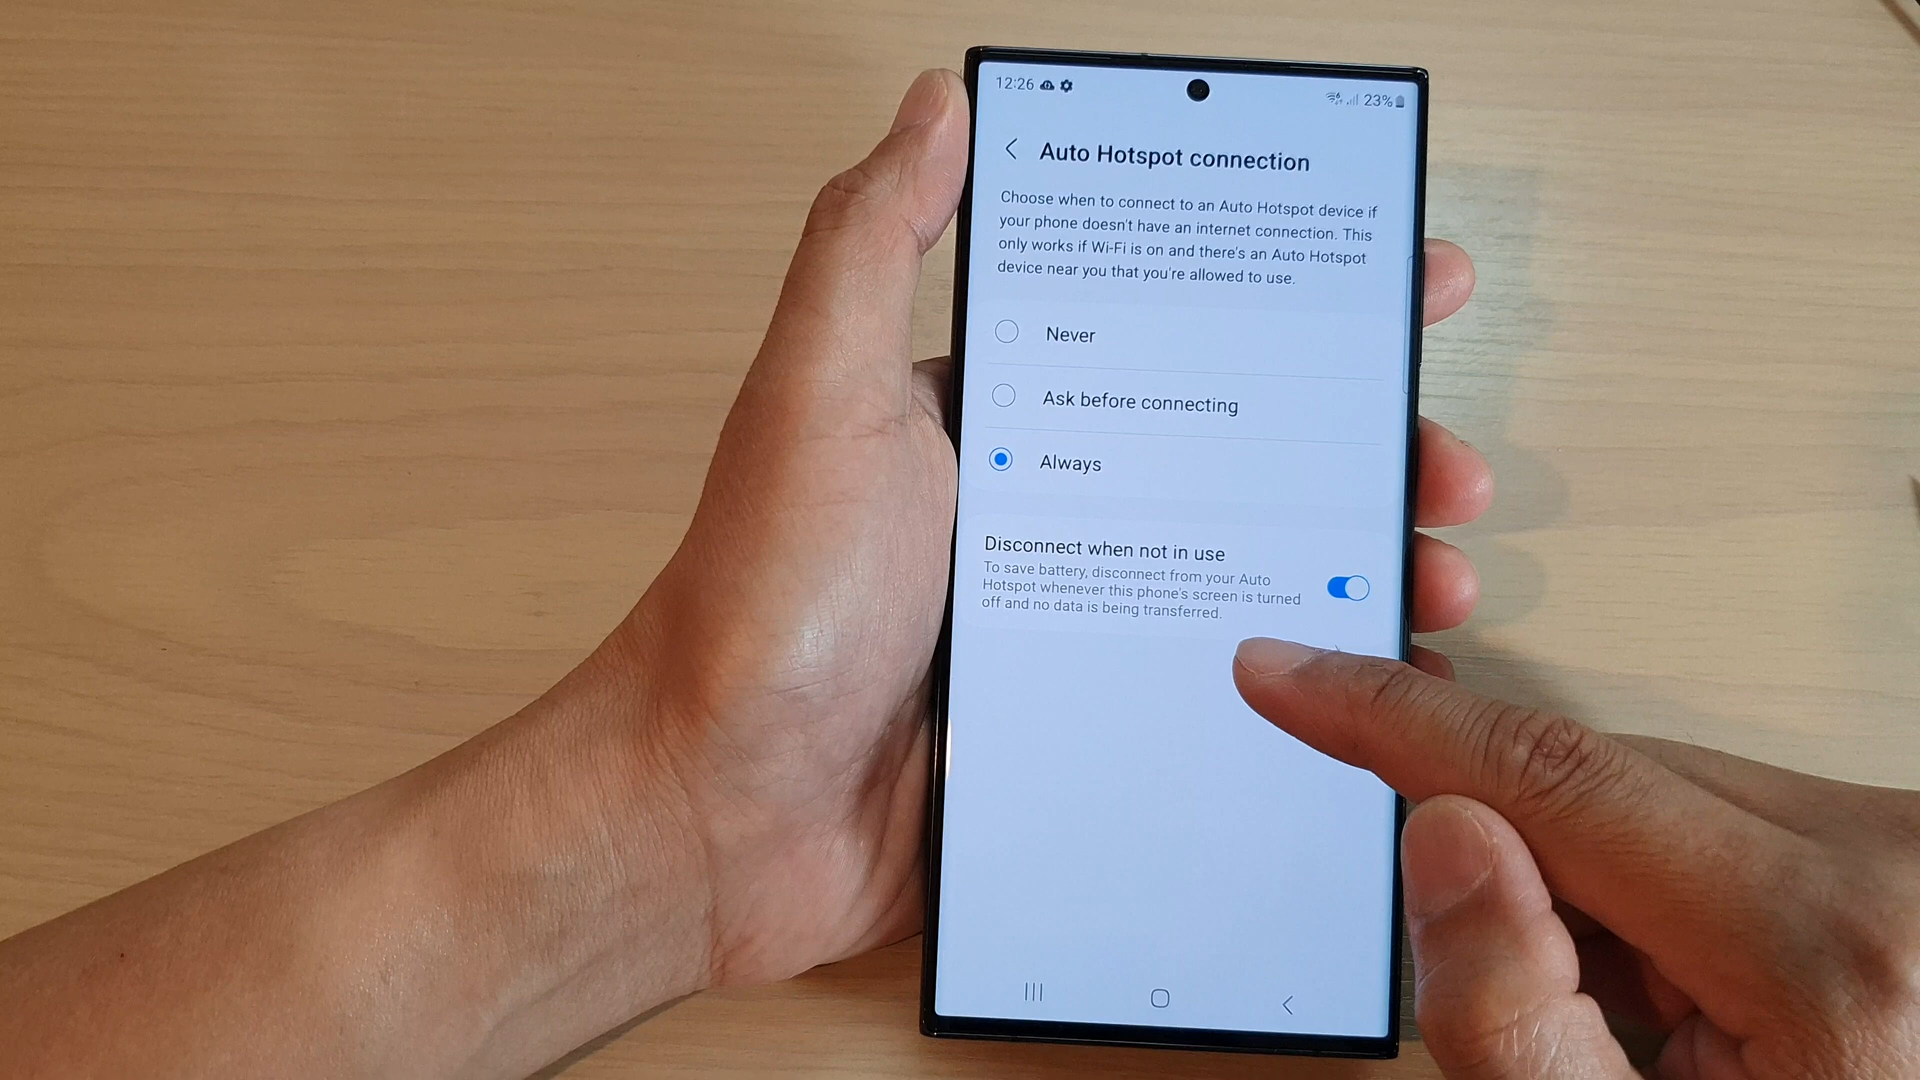 12:26
23%
Auto Hotspot connection
Choose when to connect to an Auto Hotspot device if
your phone doesn't have an internet connection. This
only works if Wi-Fi is on and there's an Auto Hotspot
device near you that you're allowed to use.
Never
Ask before connecting
Always
Disconnect when not in use
To save battery, disconnect from your Auto
Hotspot whenever this phone's screen is turned
off and no data is being transferred.